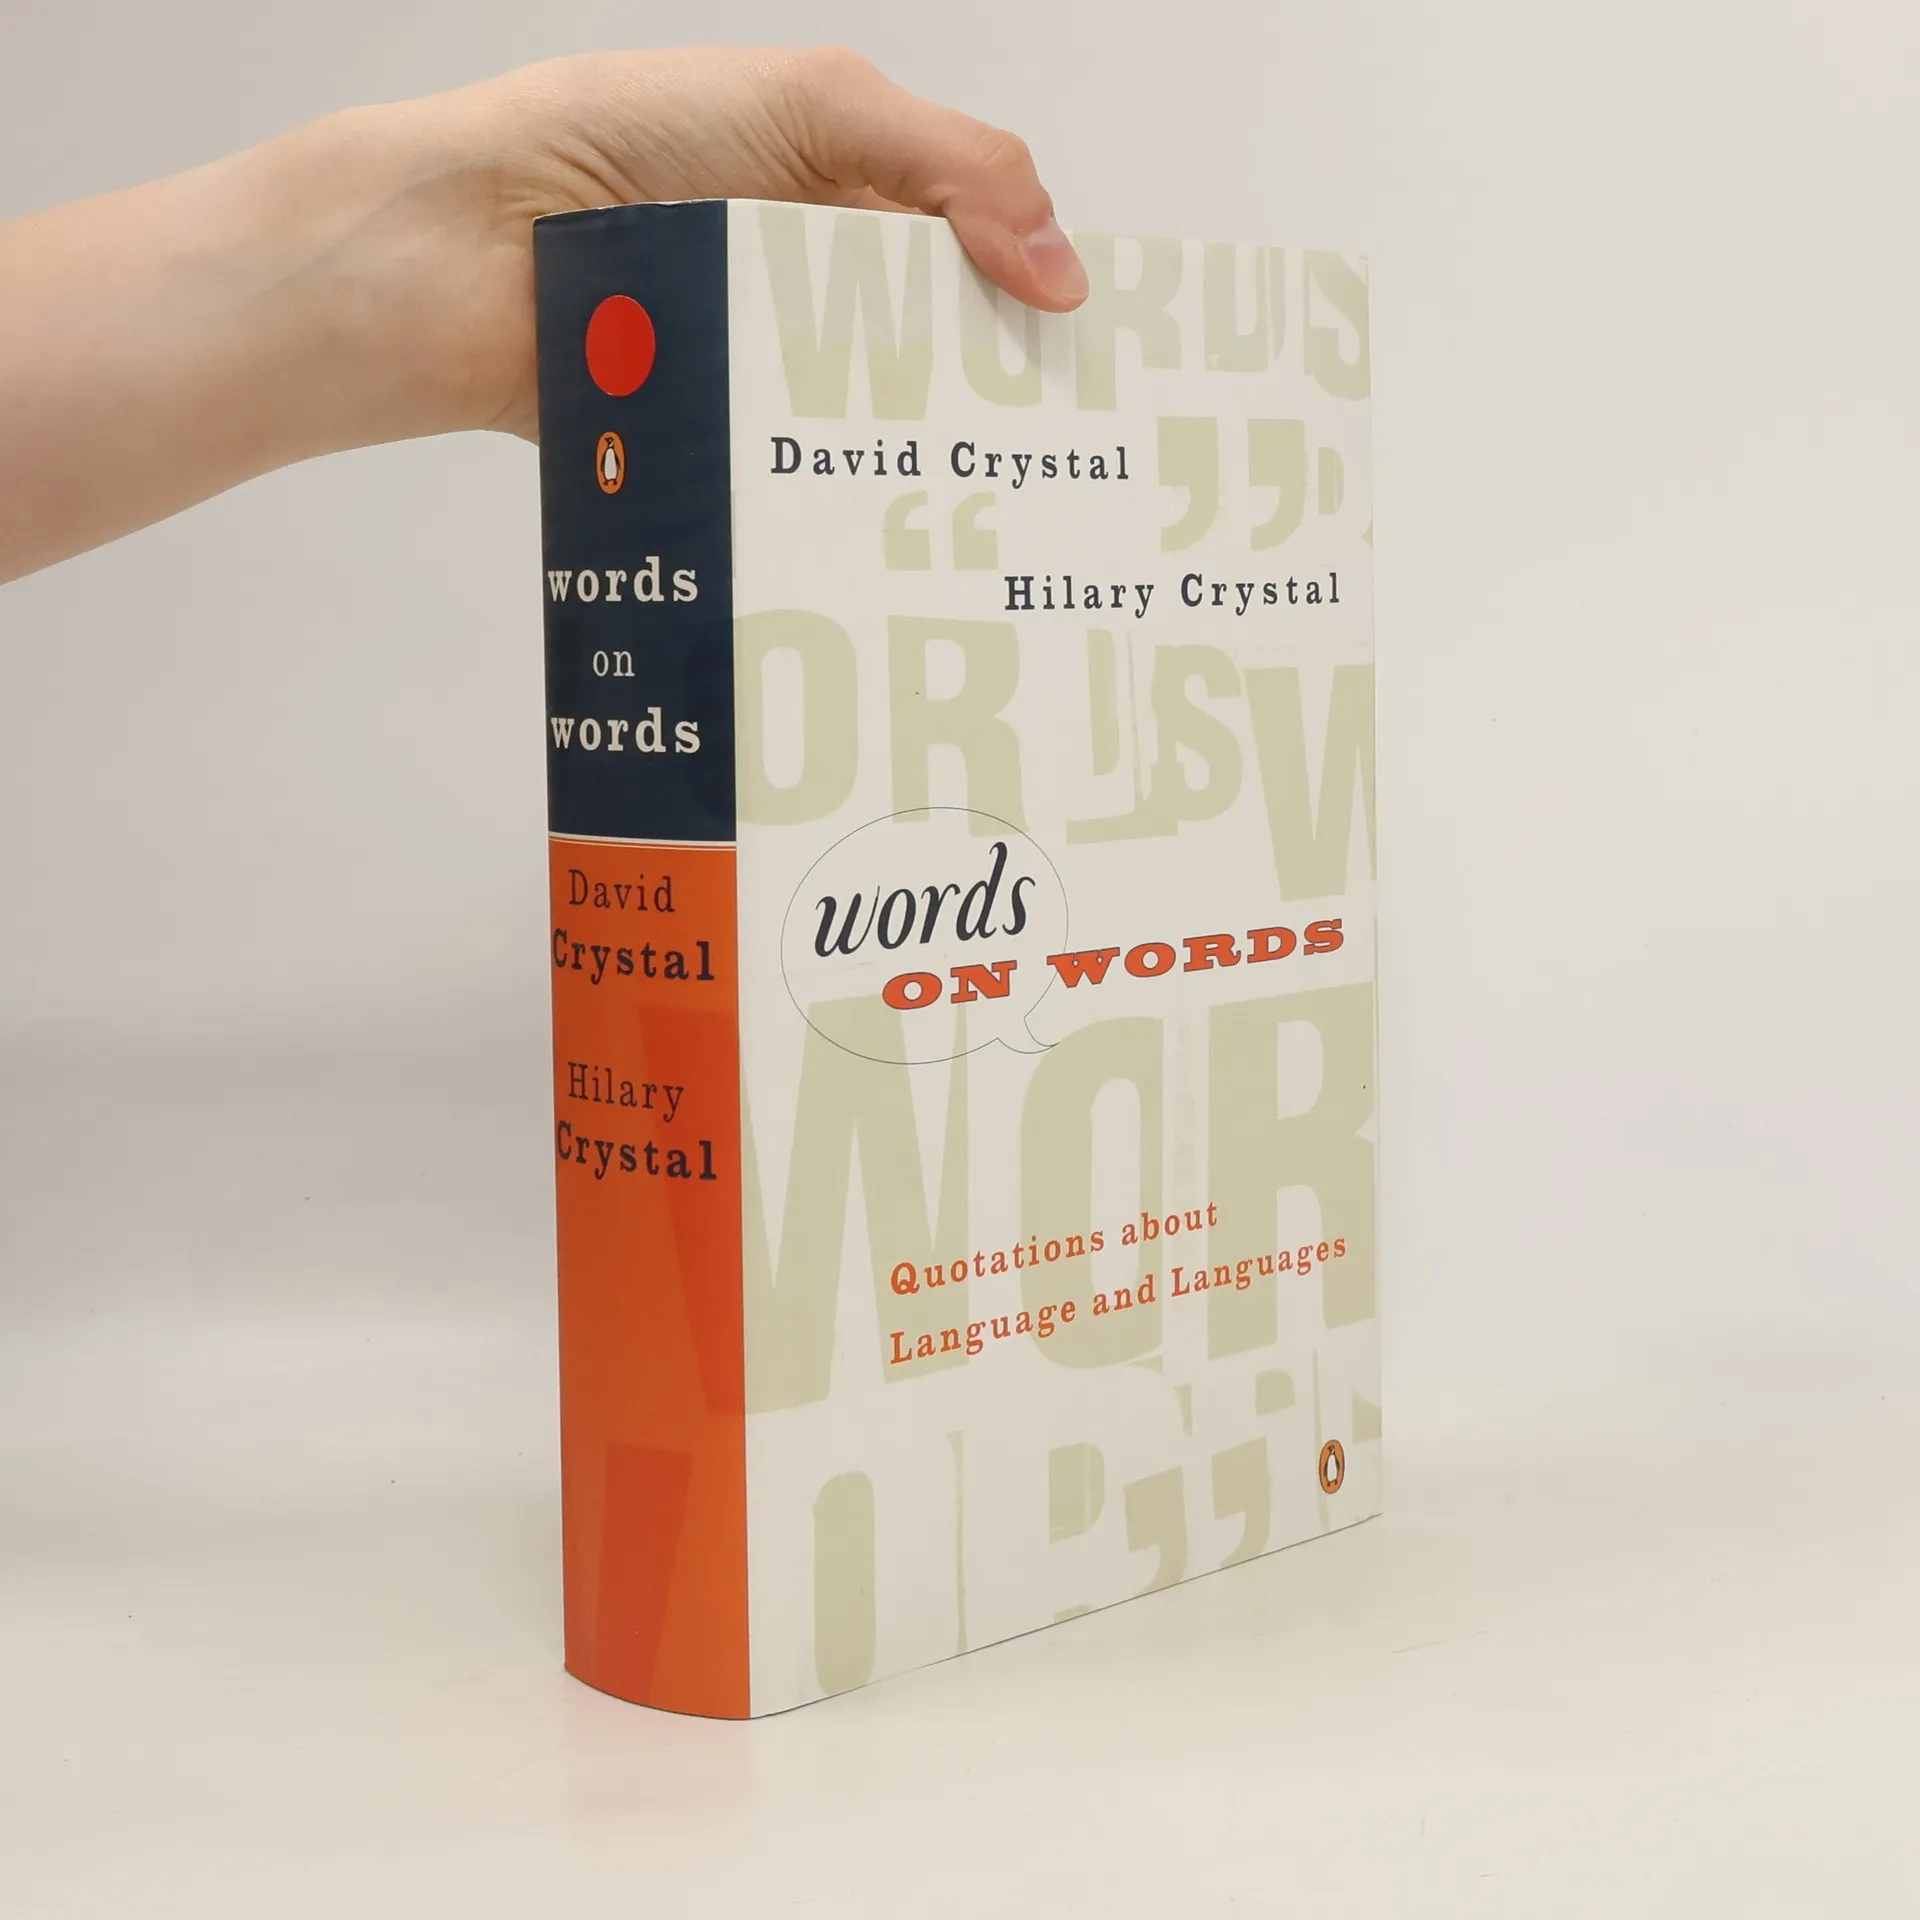 words
on
words
David
Crystal
Hilary
Crystal
WORDS
David Crystal
Hilary Crystal
words
ON WORDS
Quotations about
Language and Languages